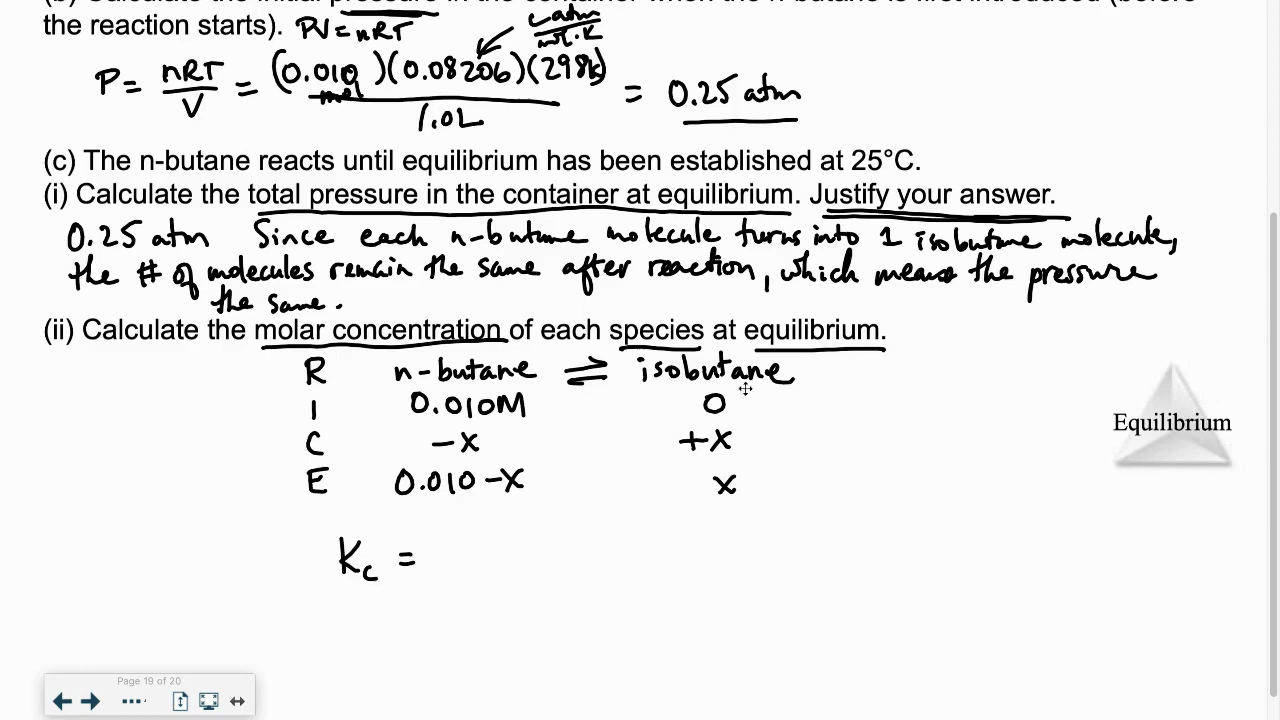 (b) Calculate the initial pressure in the container when the n-butane is first introduced (before
the reaction starts). PV = nRT L atm / mol. K
P = nRT / V = (0.010 mol)(0.08206)(298K) / 1.0L = 0.25 atm
(c) The n-butane reacts until equilibrium has been established at 25°C.
(i) Calculate the total pressure in the container at equilibrium. Justify your answer.
0.25 atm Since each n-butane molecule turns into 1 isobutane molecule,
the # of molecules remain the same after reaction, which means the pressure
the same.
(ii) Calculate the molar concentration of each species at equilibrium.
R n-butane ⇌ isobutane
I 0.010M 0
C -x +x
Equilibrium
E 0.010-x x
Kc =
Page 19 of 20